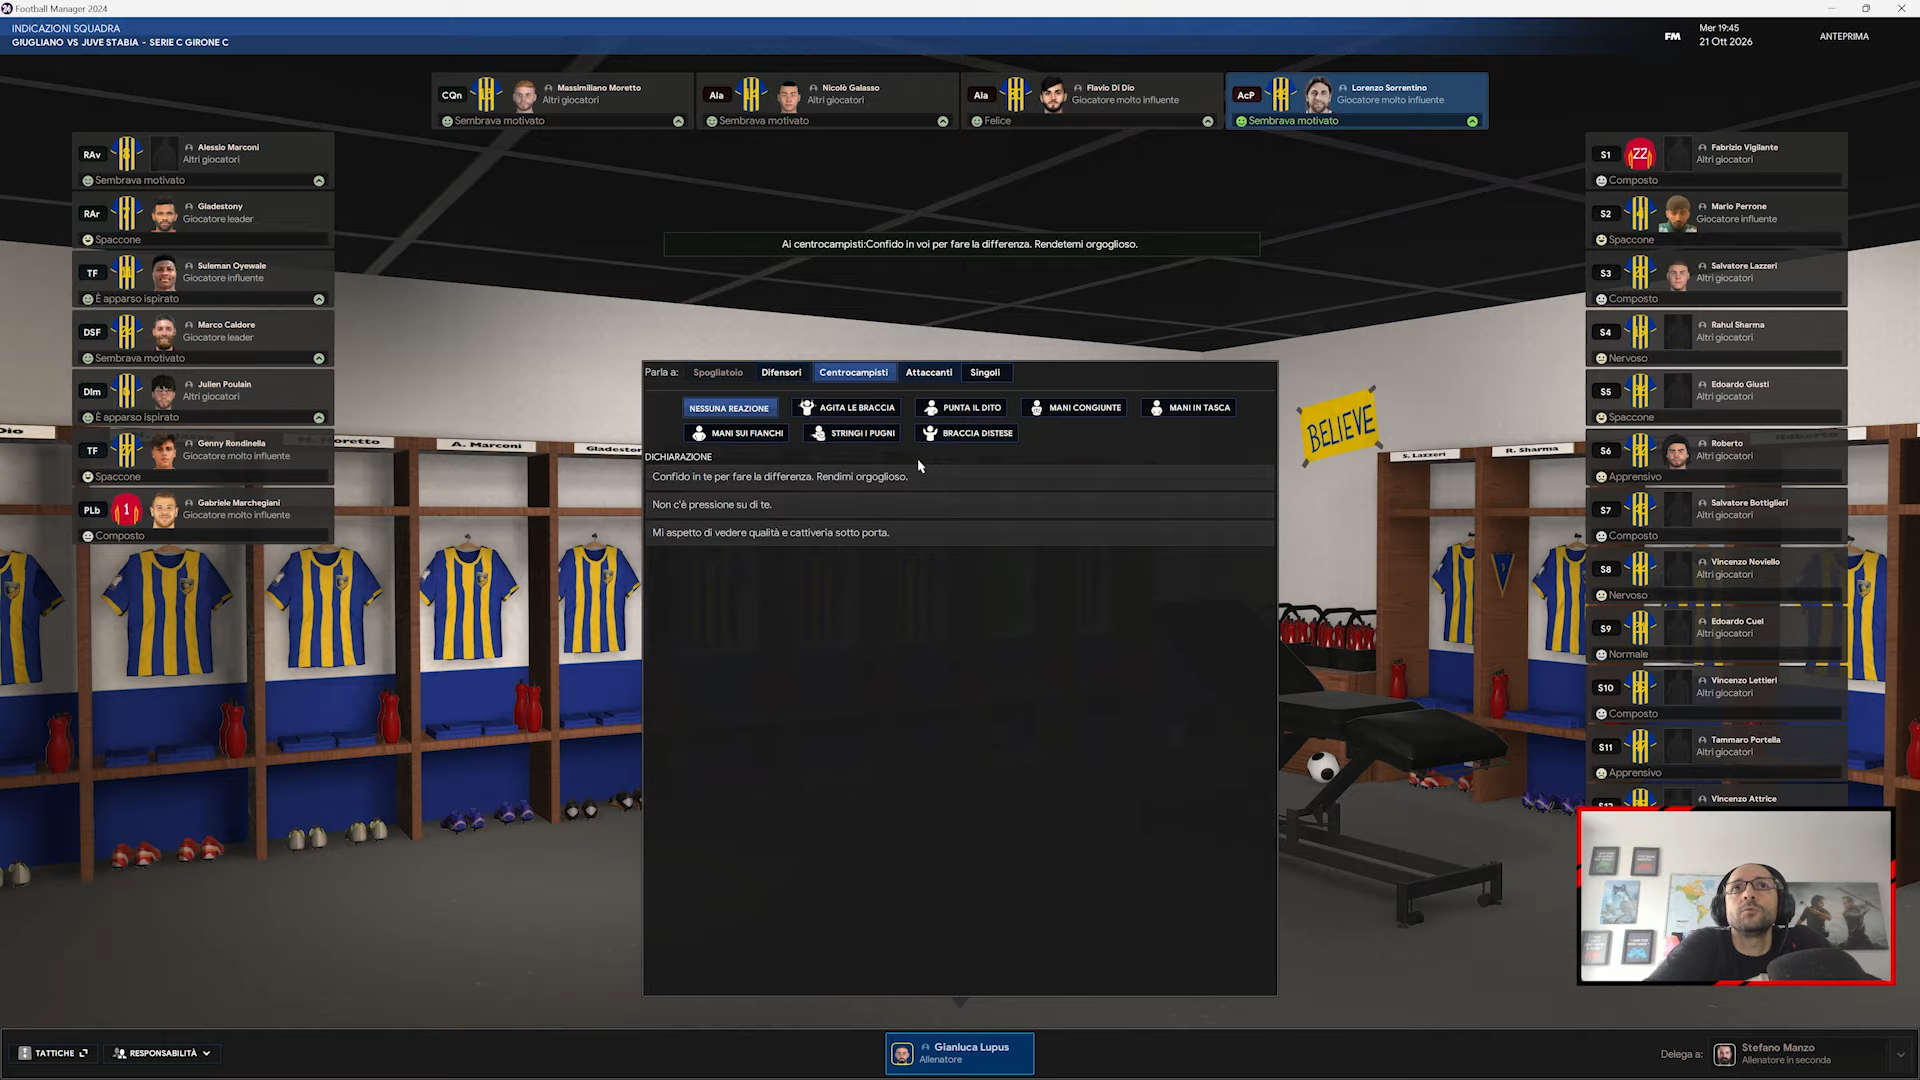 Football Manager 2024
INDICAZIONI SQUADRA
GIUGLIANO VS JUVE STABIA - SERIE C GIRONE C
FM
Mer 19:45
21 Ott 2026
ANTEPRIMA
CQn
Massimiliano Moretto
Altri giocatori
Sembrava motivato
Ala
Nicolò Galasso
Altri giocatori
Sembrava motivato
Ala
Flavio Di Dio
Giocatore molto influente
Felice
AcP
Lorenzo Sorrentino
Giocatore molto influente
Sembrava motivato
RAv
Alessio Marconi
Altri giocatori
Sembrava motivato
RAr
Gladestony
Giocatore leader
Spaccone
TF
Suleman Oyewale
Giocatore influente
È apparso ispirato
DSF
Marco Caldore
Giocatore leader
Sembrava motivato
DIm
Julien Poulain
Altri giocatori
È apparso ispirato
TF
Genny Rondinella
Giocatore molto influente
Spaccone
PLb
1
Gabriele Marchegiani
Giocatore molto influente
Composto
Ai centrocampisti:Confido in voi per fare la differenza. Rendetemi orgoglioso.
Parla a:
Spogliatoio
Difensori
Centrocampisti
Attaccanti
Singoli
NESSUNA REAZIONE
AGITA LE BRACCIA
PUNTA IL DITO
MANI CONGIUNTE
MANI IN TASCA
MANI SUI FIANCHI
STRINGI I PUGNI
BRACCIA DISTESE
DICHIARAZIONE
Confido in te per fare la differenza. Rendimi orgoglioso.
Non c'è pressione su di te.
Mi aspetto di vedere qualità e cattiveria sotto porta.
BELIEVE
Dio
A. Marconi
Gladeston
S. Lazzeri
R. Sharma
S1
22
Fabrizio Vigilante
Altri giocatori
Composto
S2
Mario Perrone
Giocatore influente
Spaccone
S3
Salvatore Lazzeri
Altri giocatori
Composto
S4
Rahul Sharma
Altri giocatori
Nervoso
S5
Edoardo Giusti
Altri giocatori
Spaccone
S6
Roberto
Altri giocatori
Apprensivo
S7
Salvatore Bottiglieri
Altri giocatori
Composto
S8
Vincenzo Noviello
Altri giocatori
Nervoso
S9
Edoardo Cuel
Altri giocatori
Normale
S10
Vincenzo Lettieri
Altri giocatori
Composto
S11
Tammaro Portella
Altri giocatori
Apprensivo
S12
Vincenzo Attrice
TATTICHE
RESPONSABILITÀ
Gianluca Lupus
Allenatore
Delega a:
Stefano Manzo
Allenatore in seconda